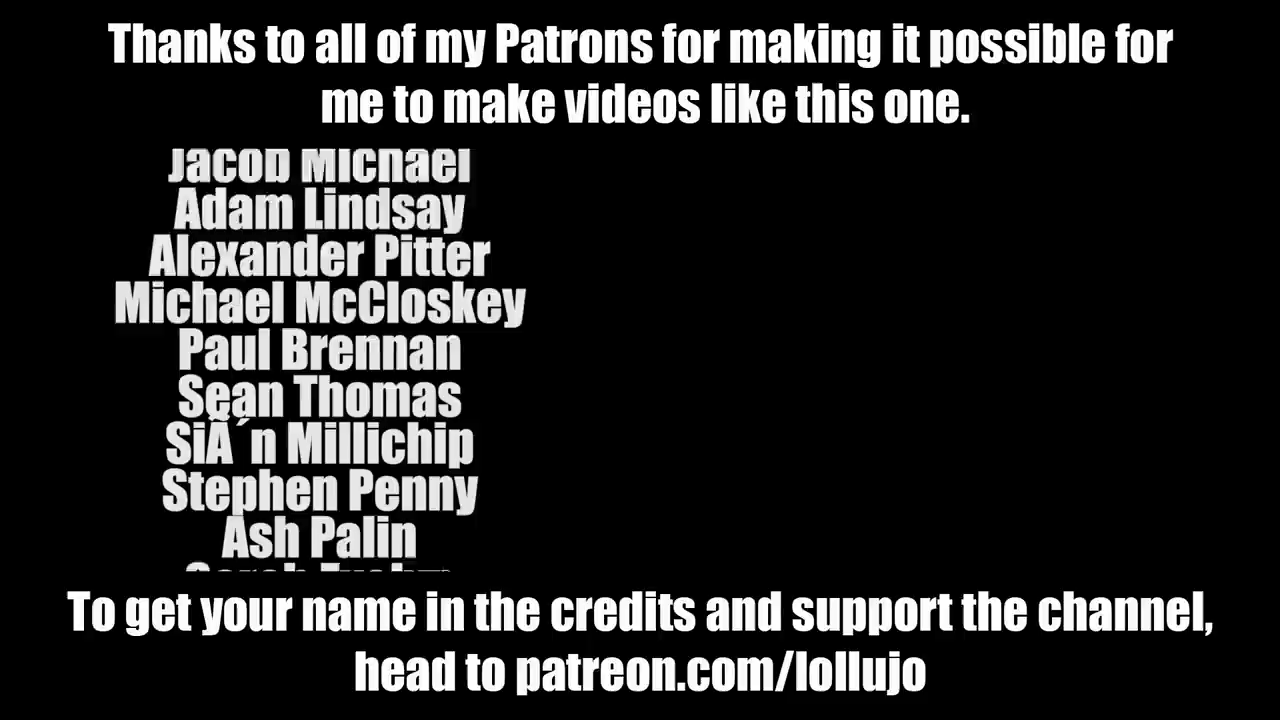 Thanks to all of my Patrons for making it possible for
me to make videos like this one.
Jacob Michael
Adam Lindsay
Alexander Pitter
Michael McCloskey
Paul Brennan
Sean Thomas
SiÃ´n Millichip
Stephen Penny
Ash Palin
To get your name in the credits and support the channel,
head to patreon.com/lollujo